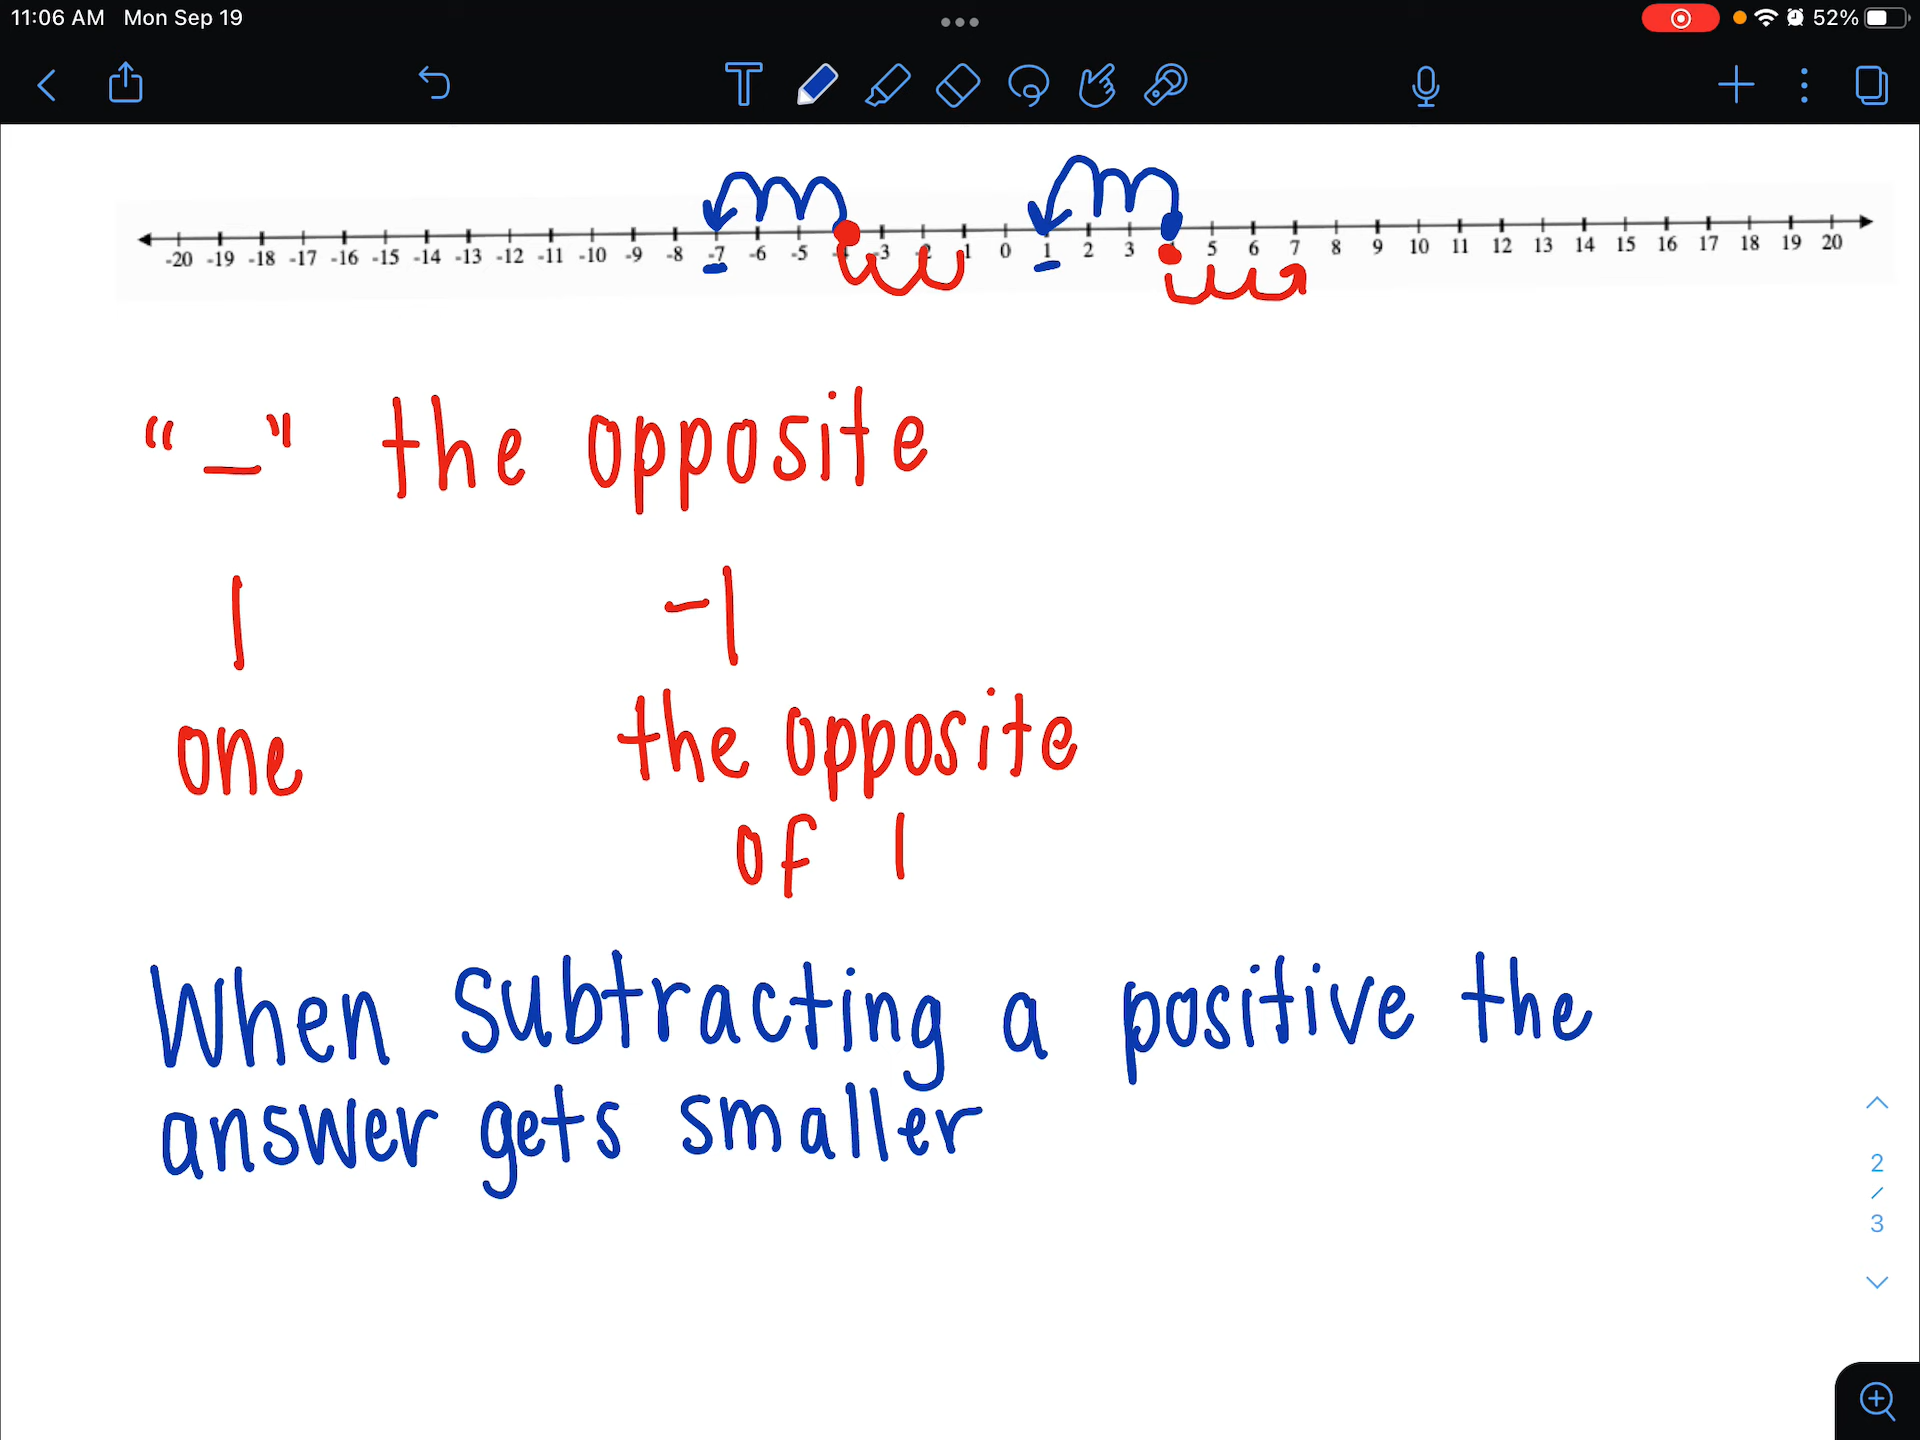 11:06 AM Mon Sep 19
52%
-20 -19 -18 -17 -16 -15 -14 -13 -12 -11 -10 -9 -8 -7 -6 -5 -3 -2 1 0 1 2 3 5 6 7 8 9 10 11 12 13 14 15 16 17 18 19 20
"_" the opposite
1 -1
one the opposite
of 1
When subtracting a positive the
answer gets smaller
2
/
3